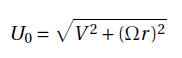 U₀ = √(V² + (Ωr)²)